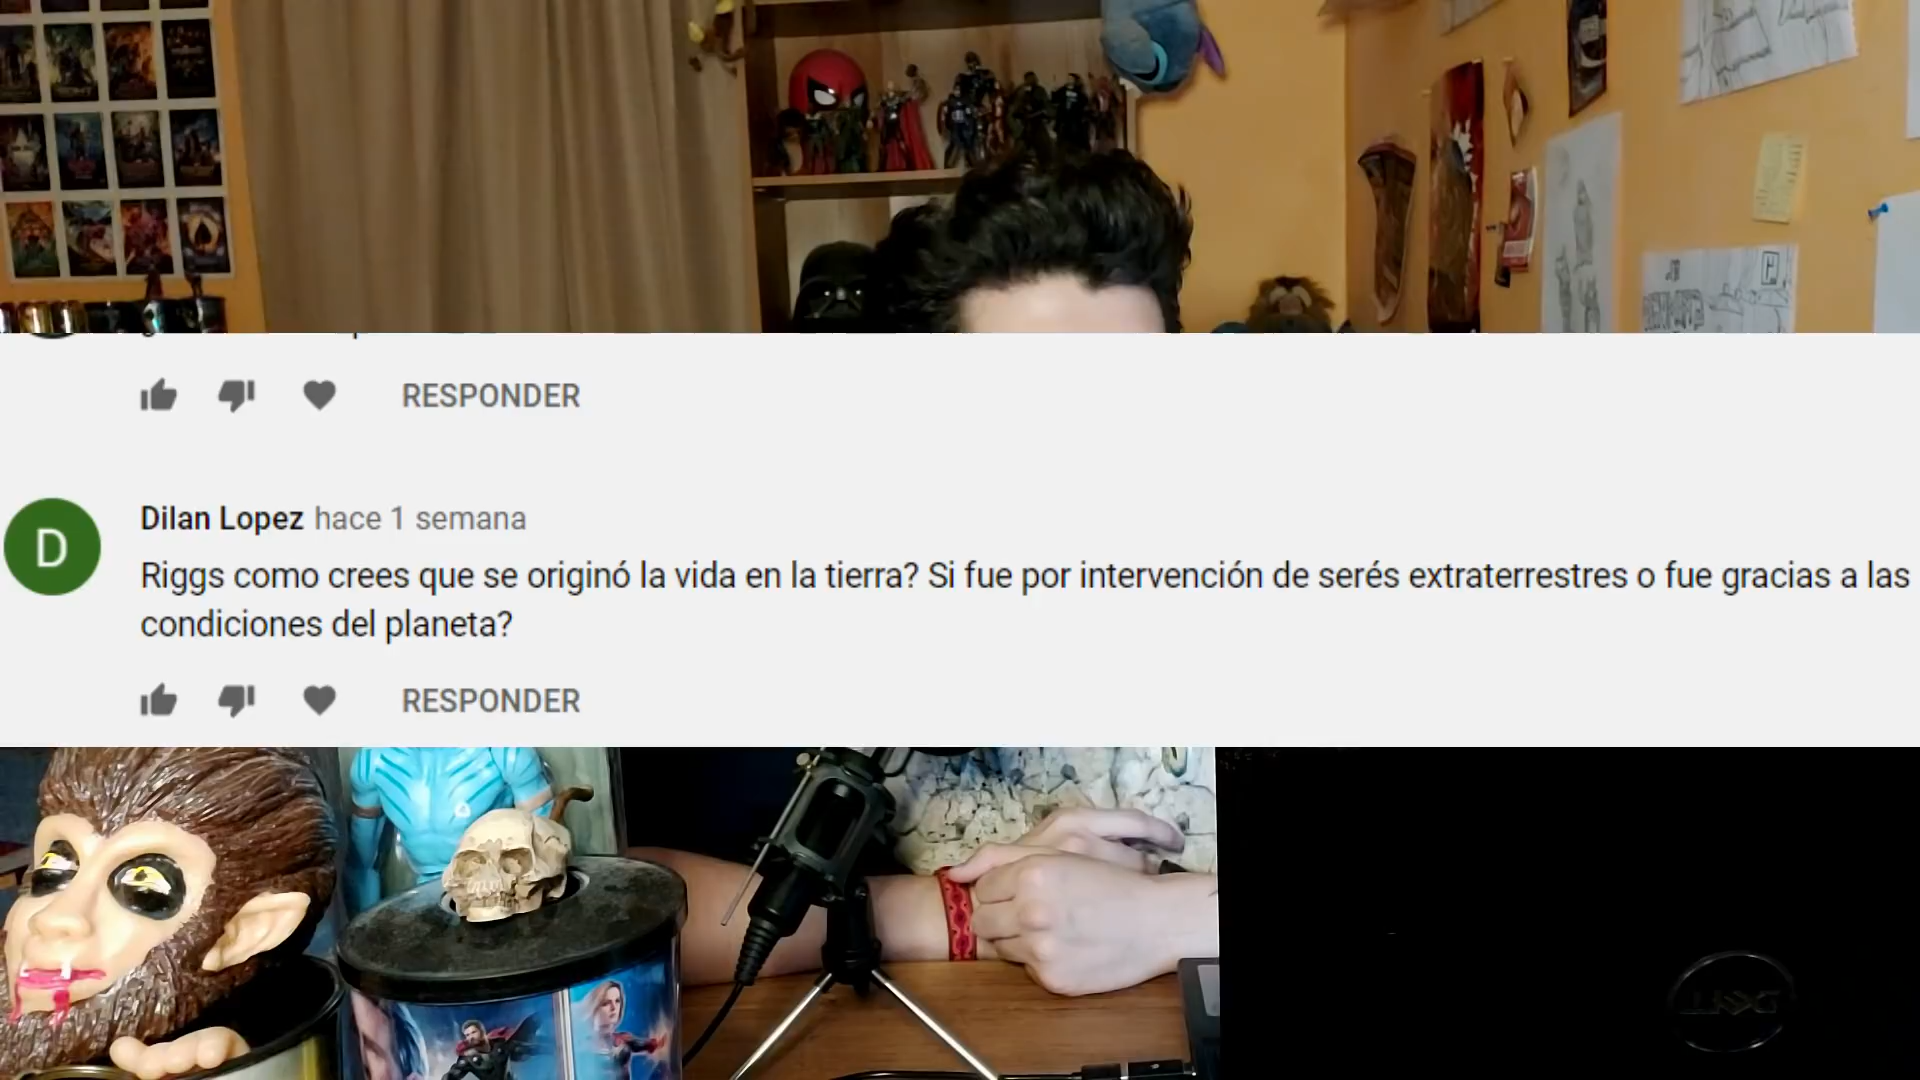 RESPONDER
Dilan Lopez hace 1 semana
Riggs como crees que se originó la vida en la tierra? Si fue por intervención de serés extraterrestres o fue gracias a las
condiciones del planeta?
RESPONDER
D